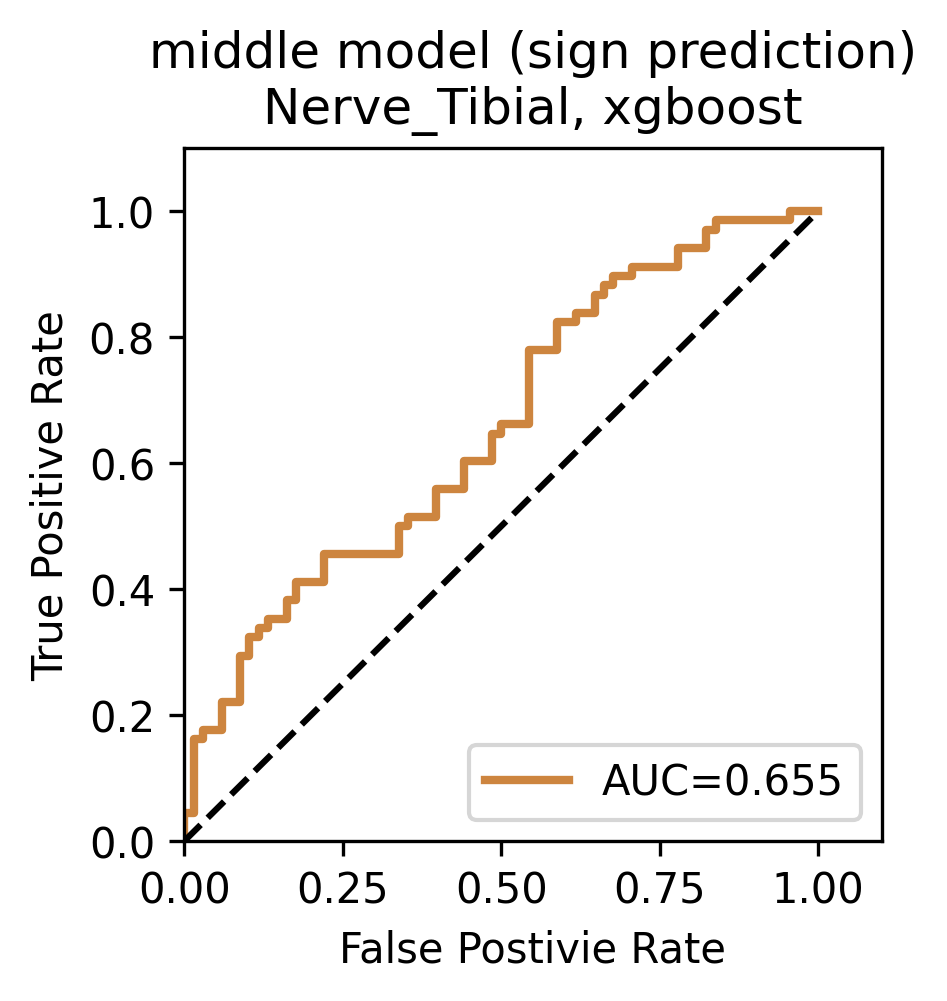 middle model (sign prediction)
Nerve_Tibial, xgboost
1.0
0.8
0.6
0.4
0.2
0.0
True Positive Rate
AUC=0.655
0.00 0.25 0.50 0.75 1.00
False Postivie Rate